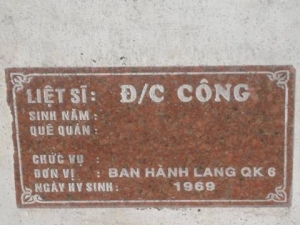 LIỆT SĨ : Đ/C CÔNG
SINH NĂM :
QUÊ QUÁN :
CHỨC VỤ :
ĐƠN VỊ : BAN HÀNH LANG QK 6
NGÀY HY SINH : 1969